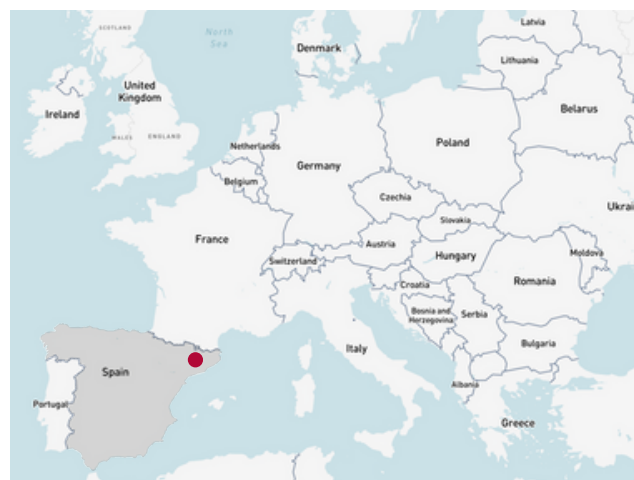 SCOTLAND
North
Sea
Latvia
Denmark
Lithuania
United
Kingdom
Ireland
Belarus
WALES
ENGLAND
Netherlands
Poland
Germany
Belgium
Czechia
Ukrai
Slovakia
France
Austria
Switzerland
Hungary
Moldova
Croatia
Romania
Bosnia and
Herzegovina
Serbia
Bulgaria
Italy
Spain
Albania
Portugal
Greece